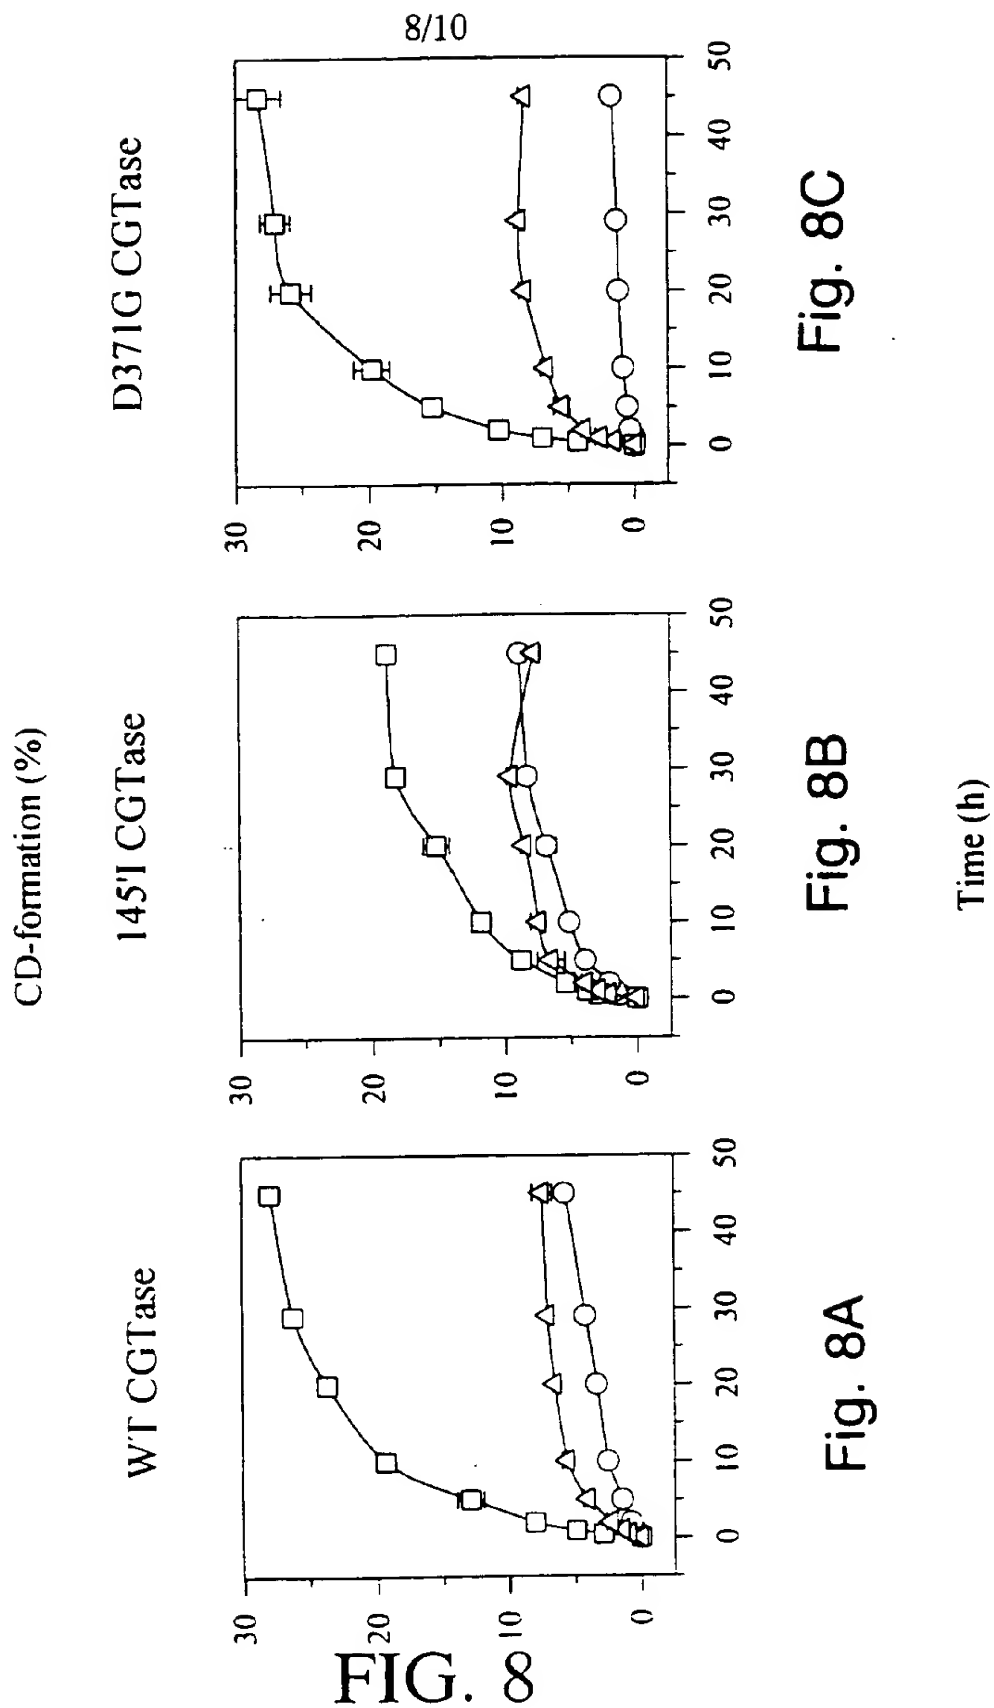 8/10
CD-formation (%)
WT CGTase
30
20
10
0
0 10 20 30 40 50
Fig. 8A
145'I CGTase
30
20
10
0
0 10 20 30 40 50
Fig. 8B
D371G CGTase
30
20
10
0
0 10 20 30 40 50
Fig. 8C
Time (h)
FIG. 8